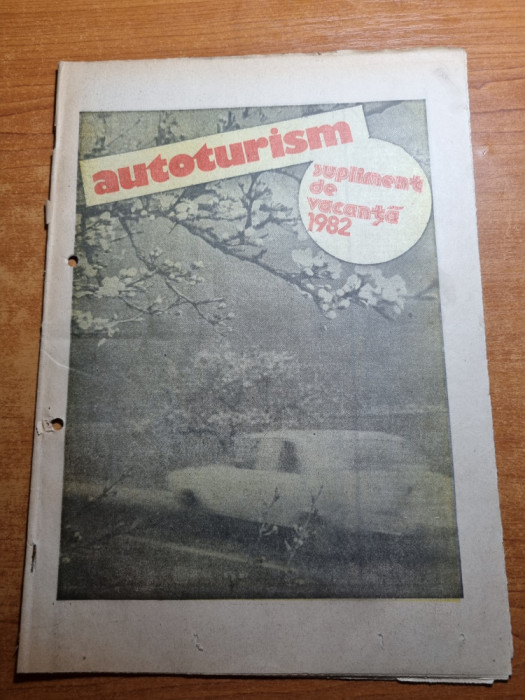 autoturism
supliment
de
vacanță
1982